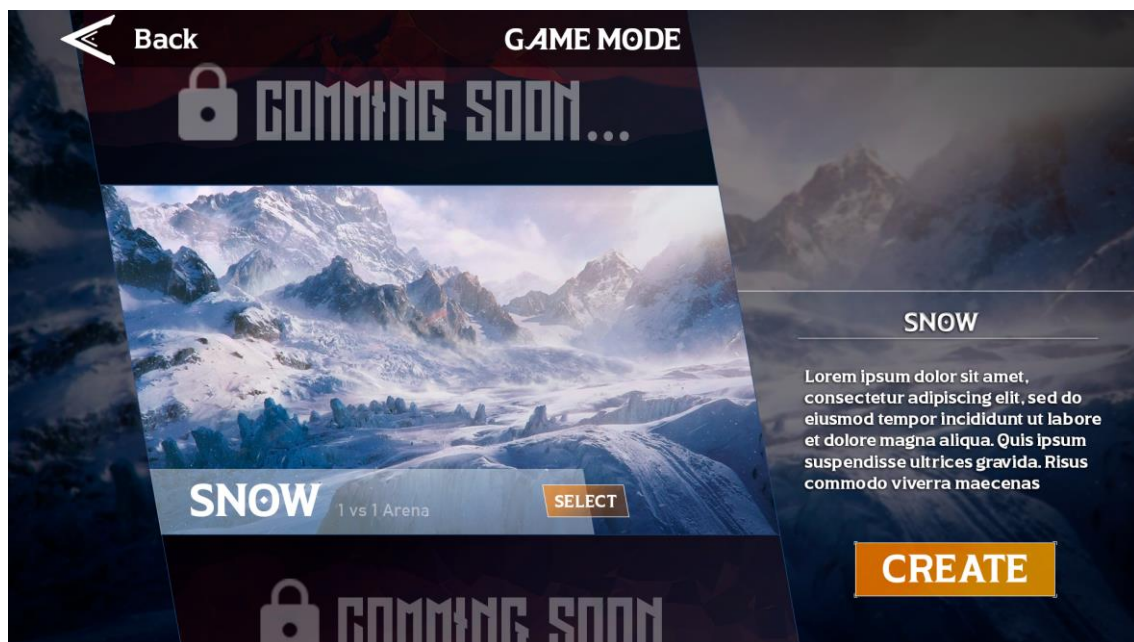 Back
GAME MODE
COMMING SOON...
SNOW
1 vs 1 Arena
SELECT
COMMING SOON
SNOW
Lorem ipsum dolor sit amet,
consectetur adipiscing elit, sed do
eiusmod tempor incididunt ut labore
et dolore magna aliqua. Quis ipsum
suspendisse ultrices gravida. Risus
commodo viverra maecenas
CREATE